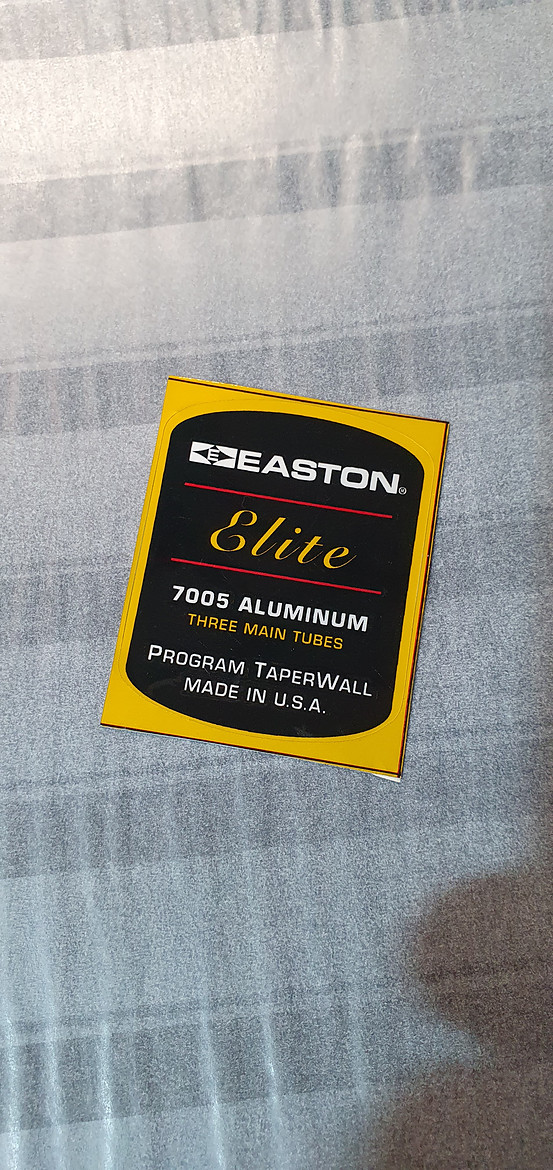 EASTON®
Elite
7005 ALUMINUM
THREE MAIN TUBES
PROGRAM TAPERWALL
MADE IN U.S.A.